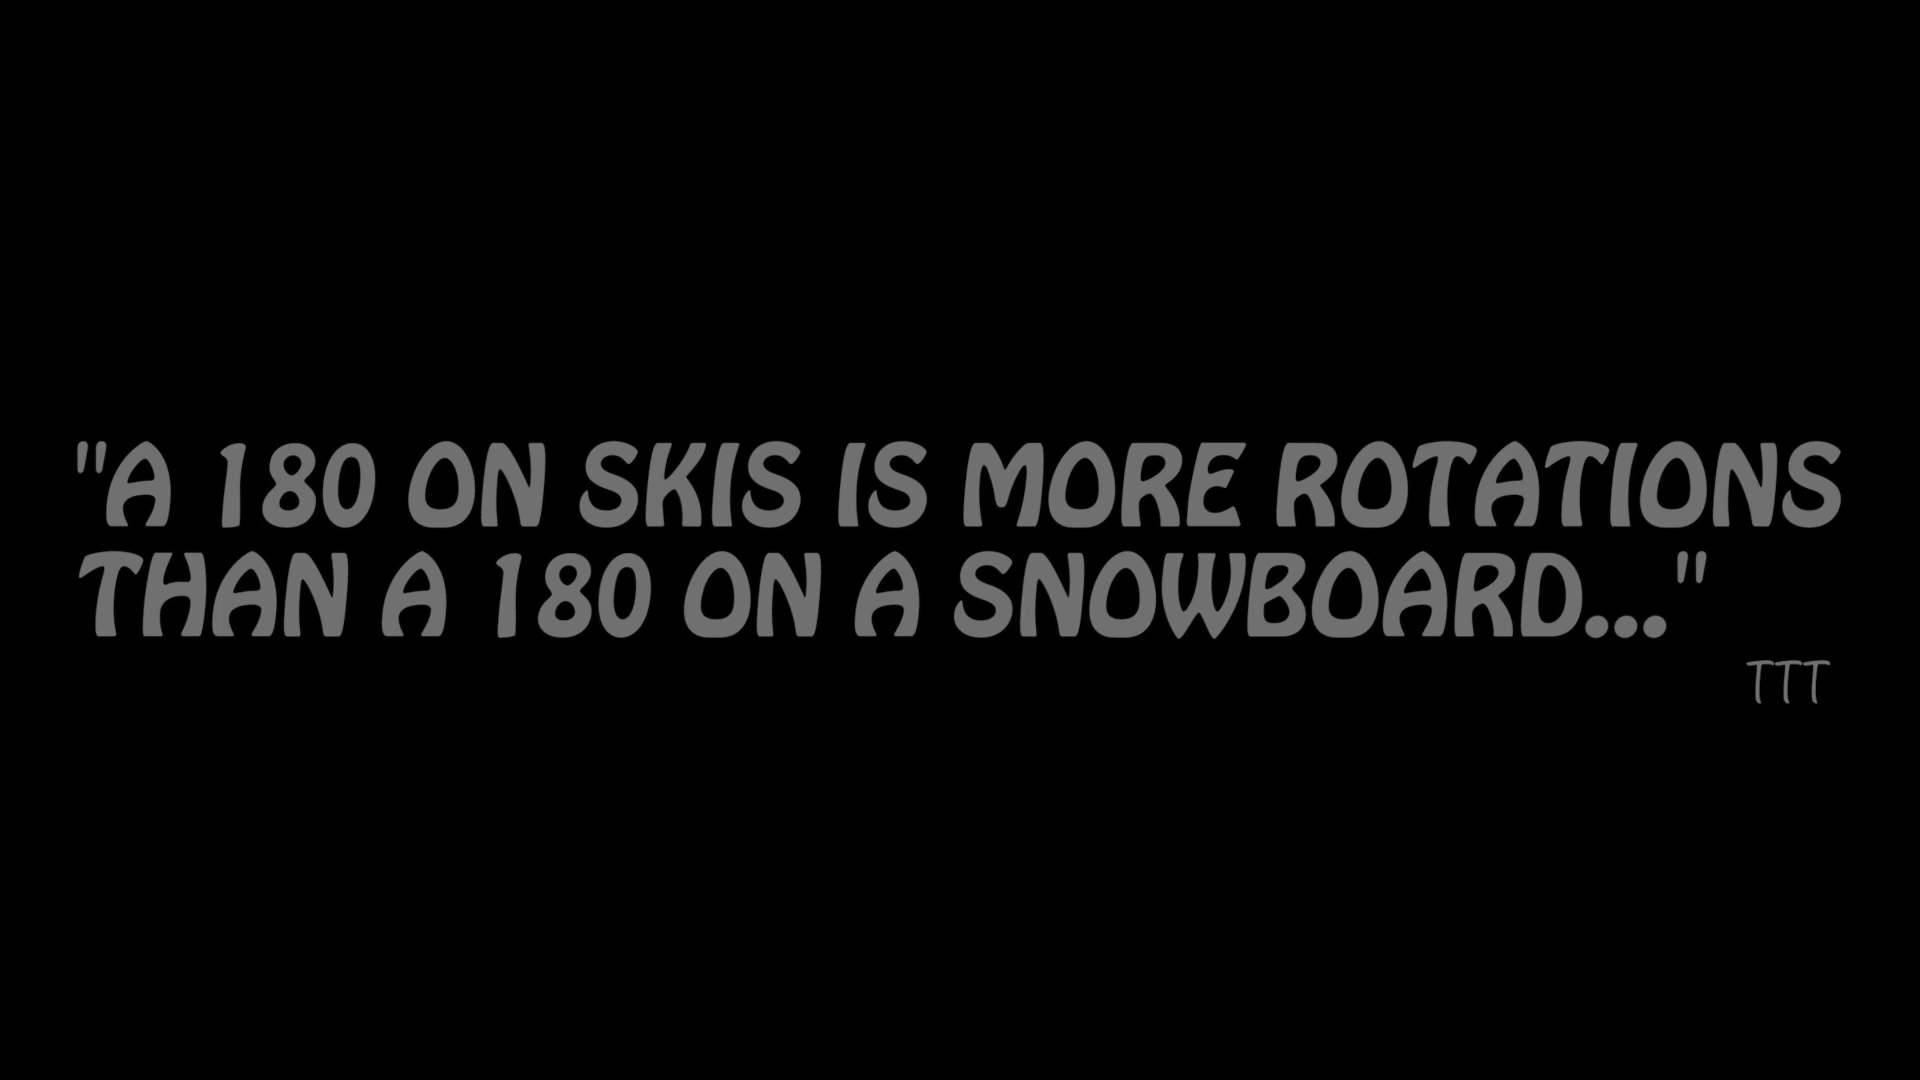 "A 180 ON SKIS IS MORE ROTATIONS
THAN A 180 ON A SNOWBOARD..."
TTT